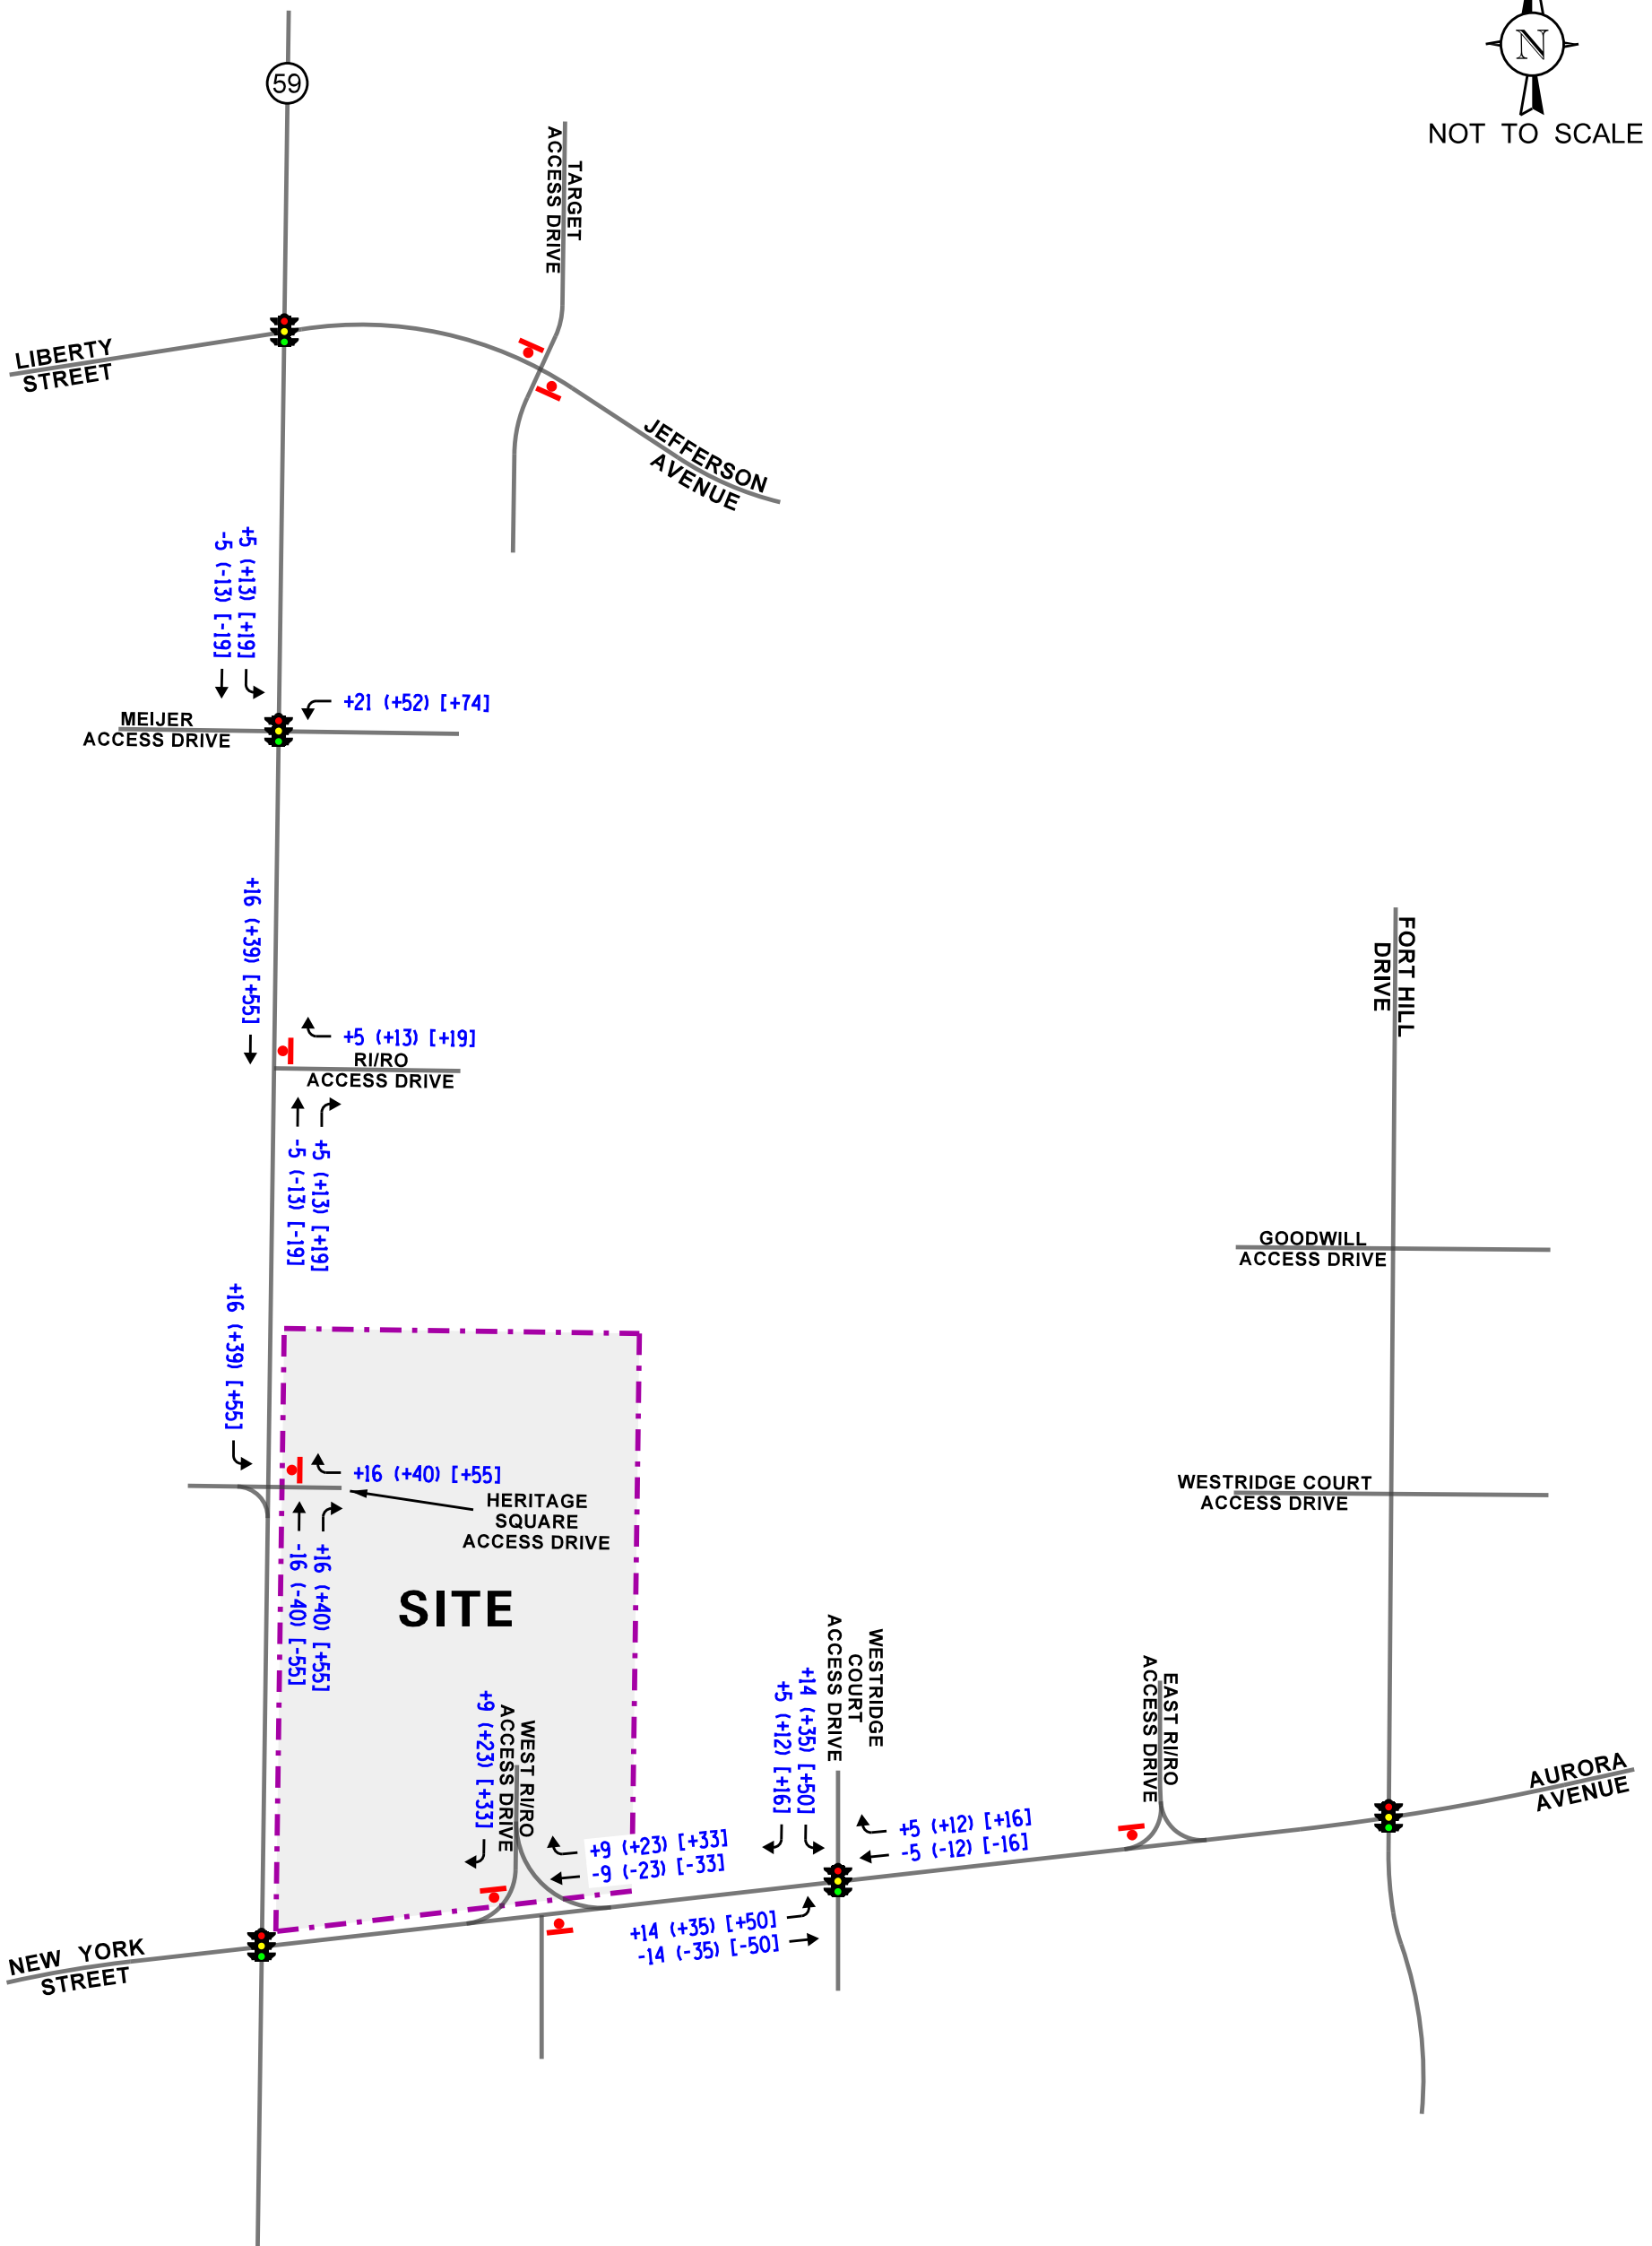 59
N
NOT TO SCALE
TARGET
ACCESS DRIVE
LIBERTY
STREET
JEFFERSON
AVENUE
+5 (+13) [+19]
-5 (-13) [-19]
+21 (+52) [+74]
MEIJER
ACCESS DRIVE
+16 (+39) [+55]
FORT HILL
DRIVE
+5 (+13) [+19]
RI/RO
ACCESS DRIVE
+5 (+13) [+19]
-5 (-13) [-19]
GOODWILL
ACCESS DRIVE
+16 (+39) [+55]
+16 (+40) [+55]
HERITAGE
SQUARE
ACCESS DRIVE
WESTRIDGE COURT
ACCESS DRIVE
+16 (+40) [+55]
-16 (-40) [-55]
SITE
WESTRIDGE
COURT
ACCESS DRIVE
+14 (+35) [+50]
+5 (+12) [+16]
EAST RI/RO
ACCESS DRIVE
WEST RI/RO
ACCESS DRIVE
+9 (+23) [+33]
AURORA
AVENUE
+5 (+12) [+16]
-5 (-12) [-16]
+9 (+23) [+33]
-9 (-23) [-33]
+14 (+35) [+50]
-14 (-35) [-50]
NEW YORK
STREET